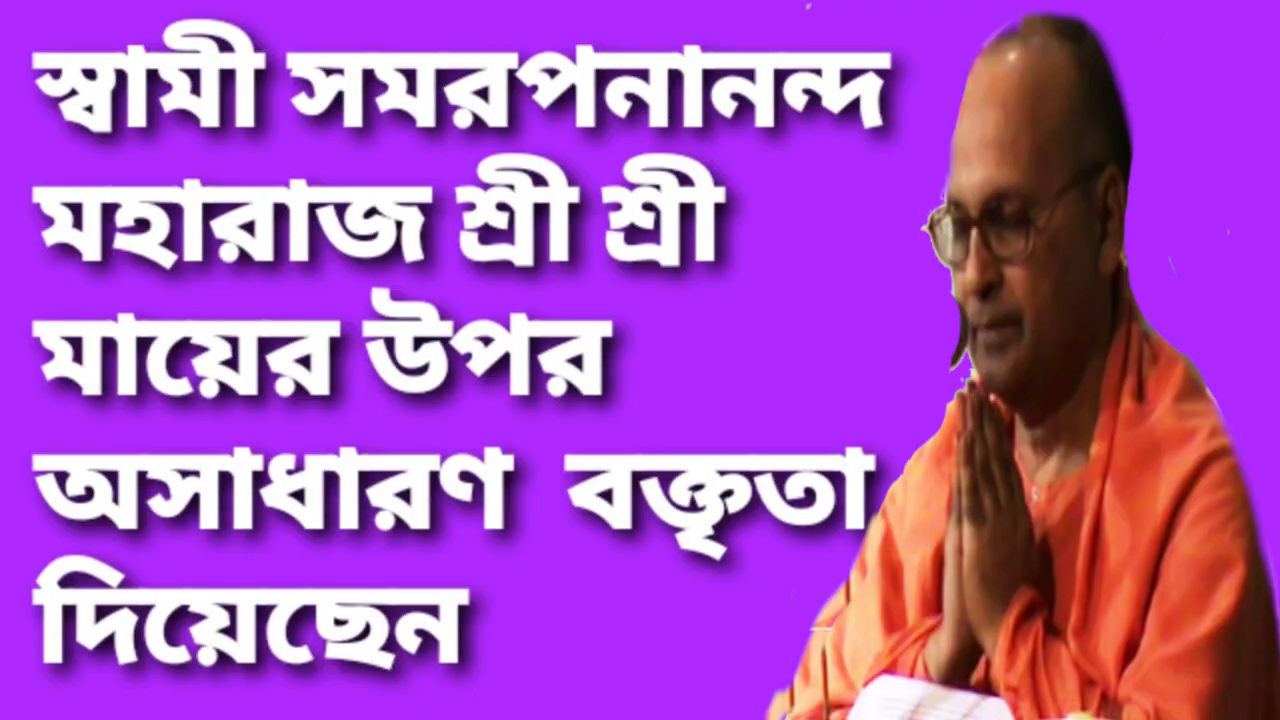 স্বামী সমরপনানন্দ
মহারাজ শ্রী শ্রী
মায়ের উপর
অসাধারণ বক্তৃতা
দিয়েছেন